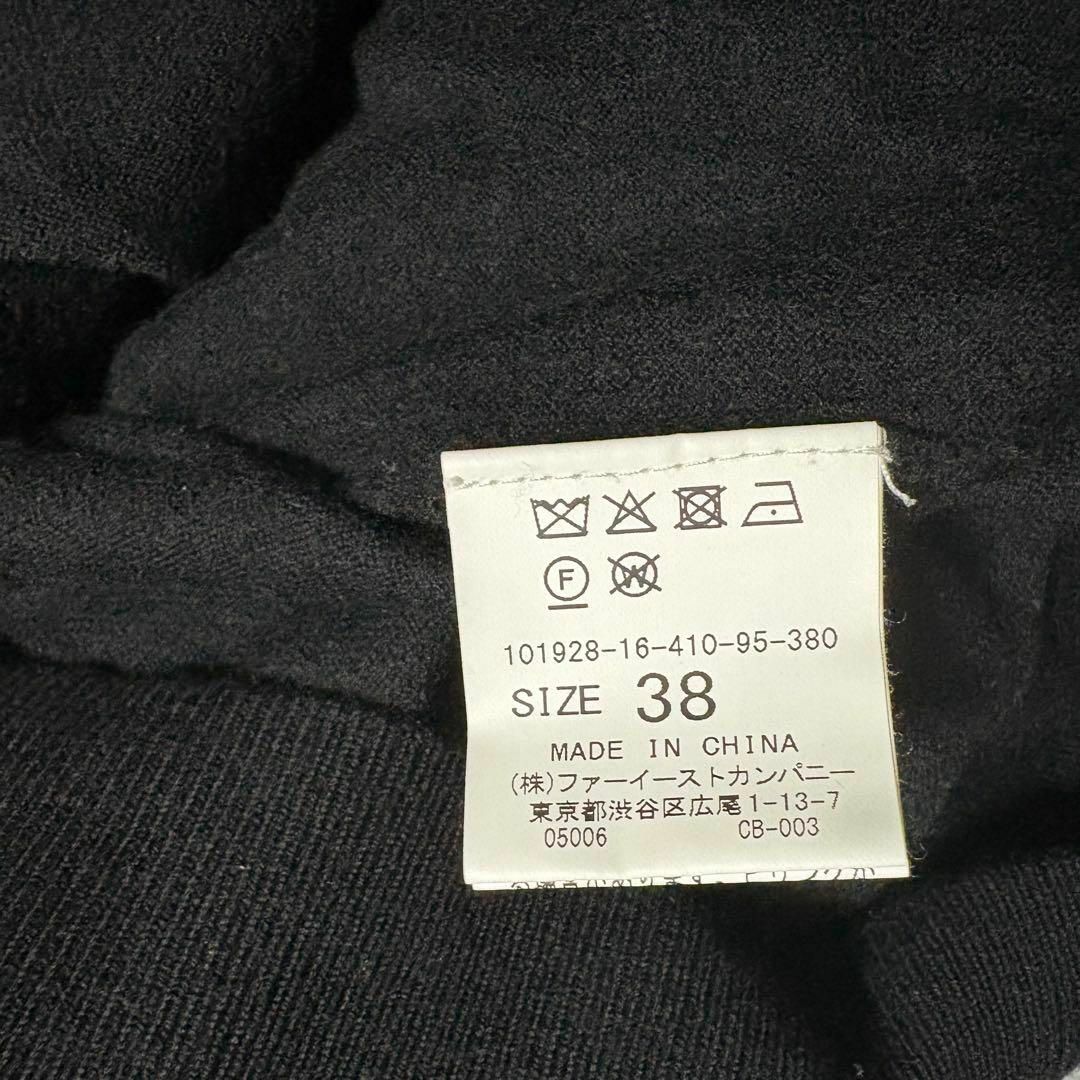 F W
101928-16-410-95-380
SIZE 38
MADE IN CHINA
(株)ファーイーストカンパニー
東京都渋谷区広尾1-13-7
05006 CB-003